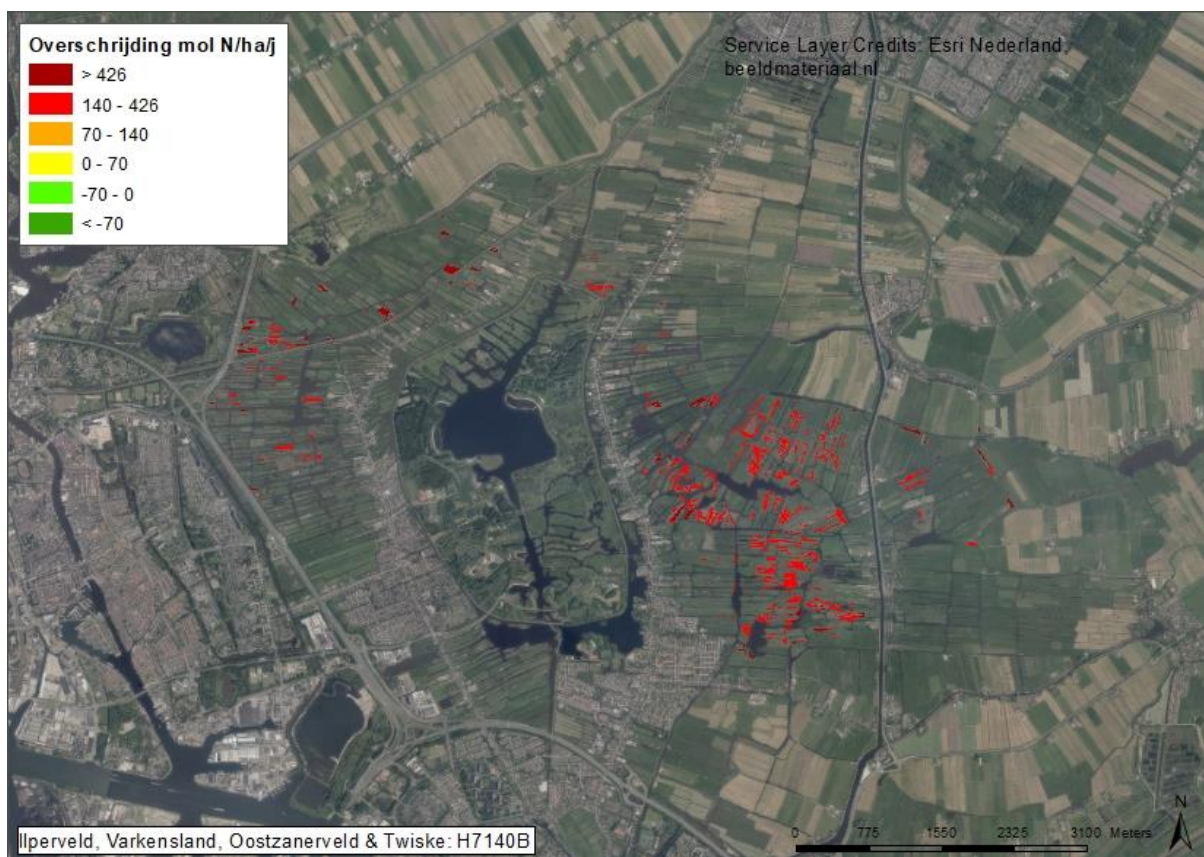 Overschrijding mol N/ha/j
> 426
140 - 426
70 - 140
0 - 70
-70 - 0
< -70
Service Layer Credits: Esri Nederland,
beeldmateriaal.nl
Ilperveld, Varkensland, Oostzanerveld & Twiske: H7140B
0 775 1550 2325 3100 Meters
N